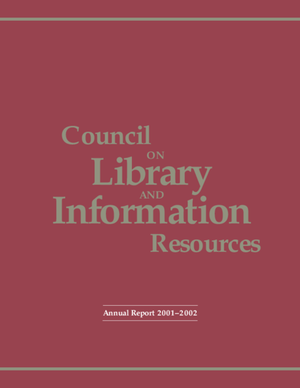 Council
ON
Library
AND
Information
Resources
Annual Report 2001–2002